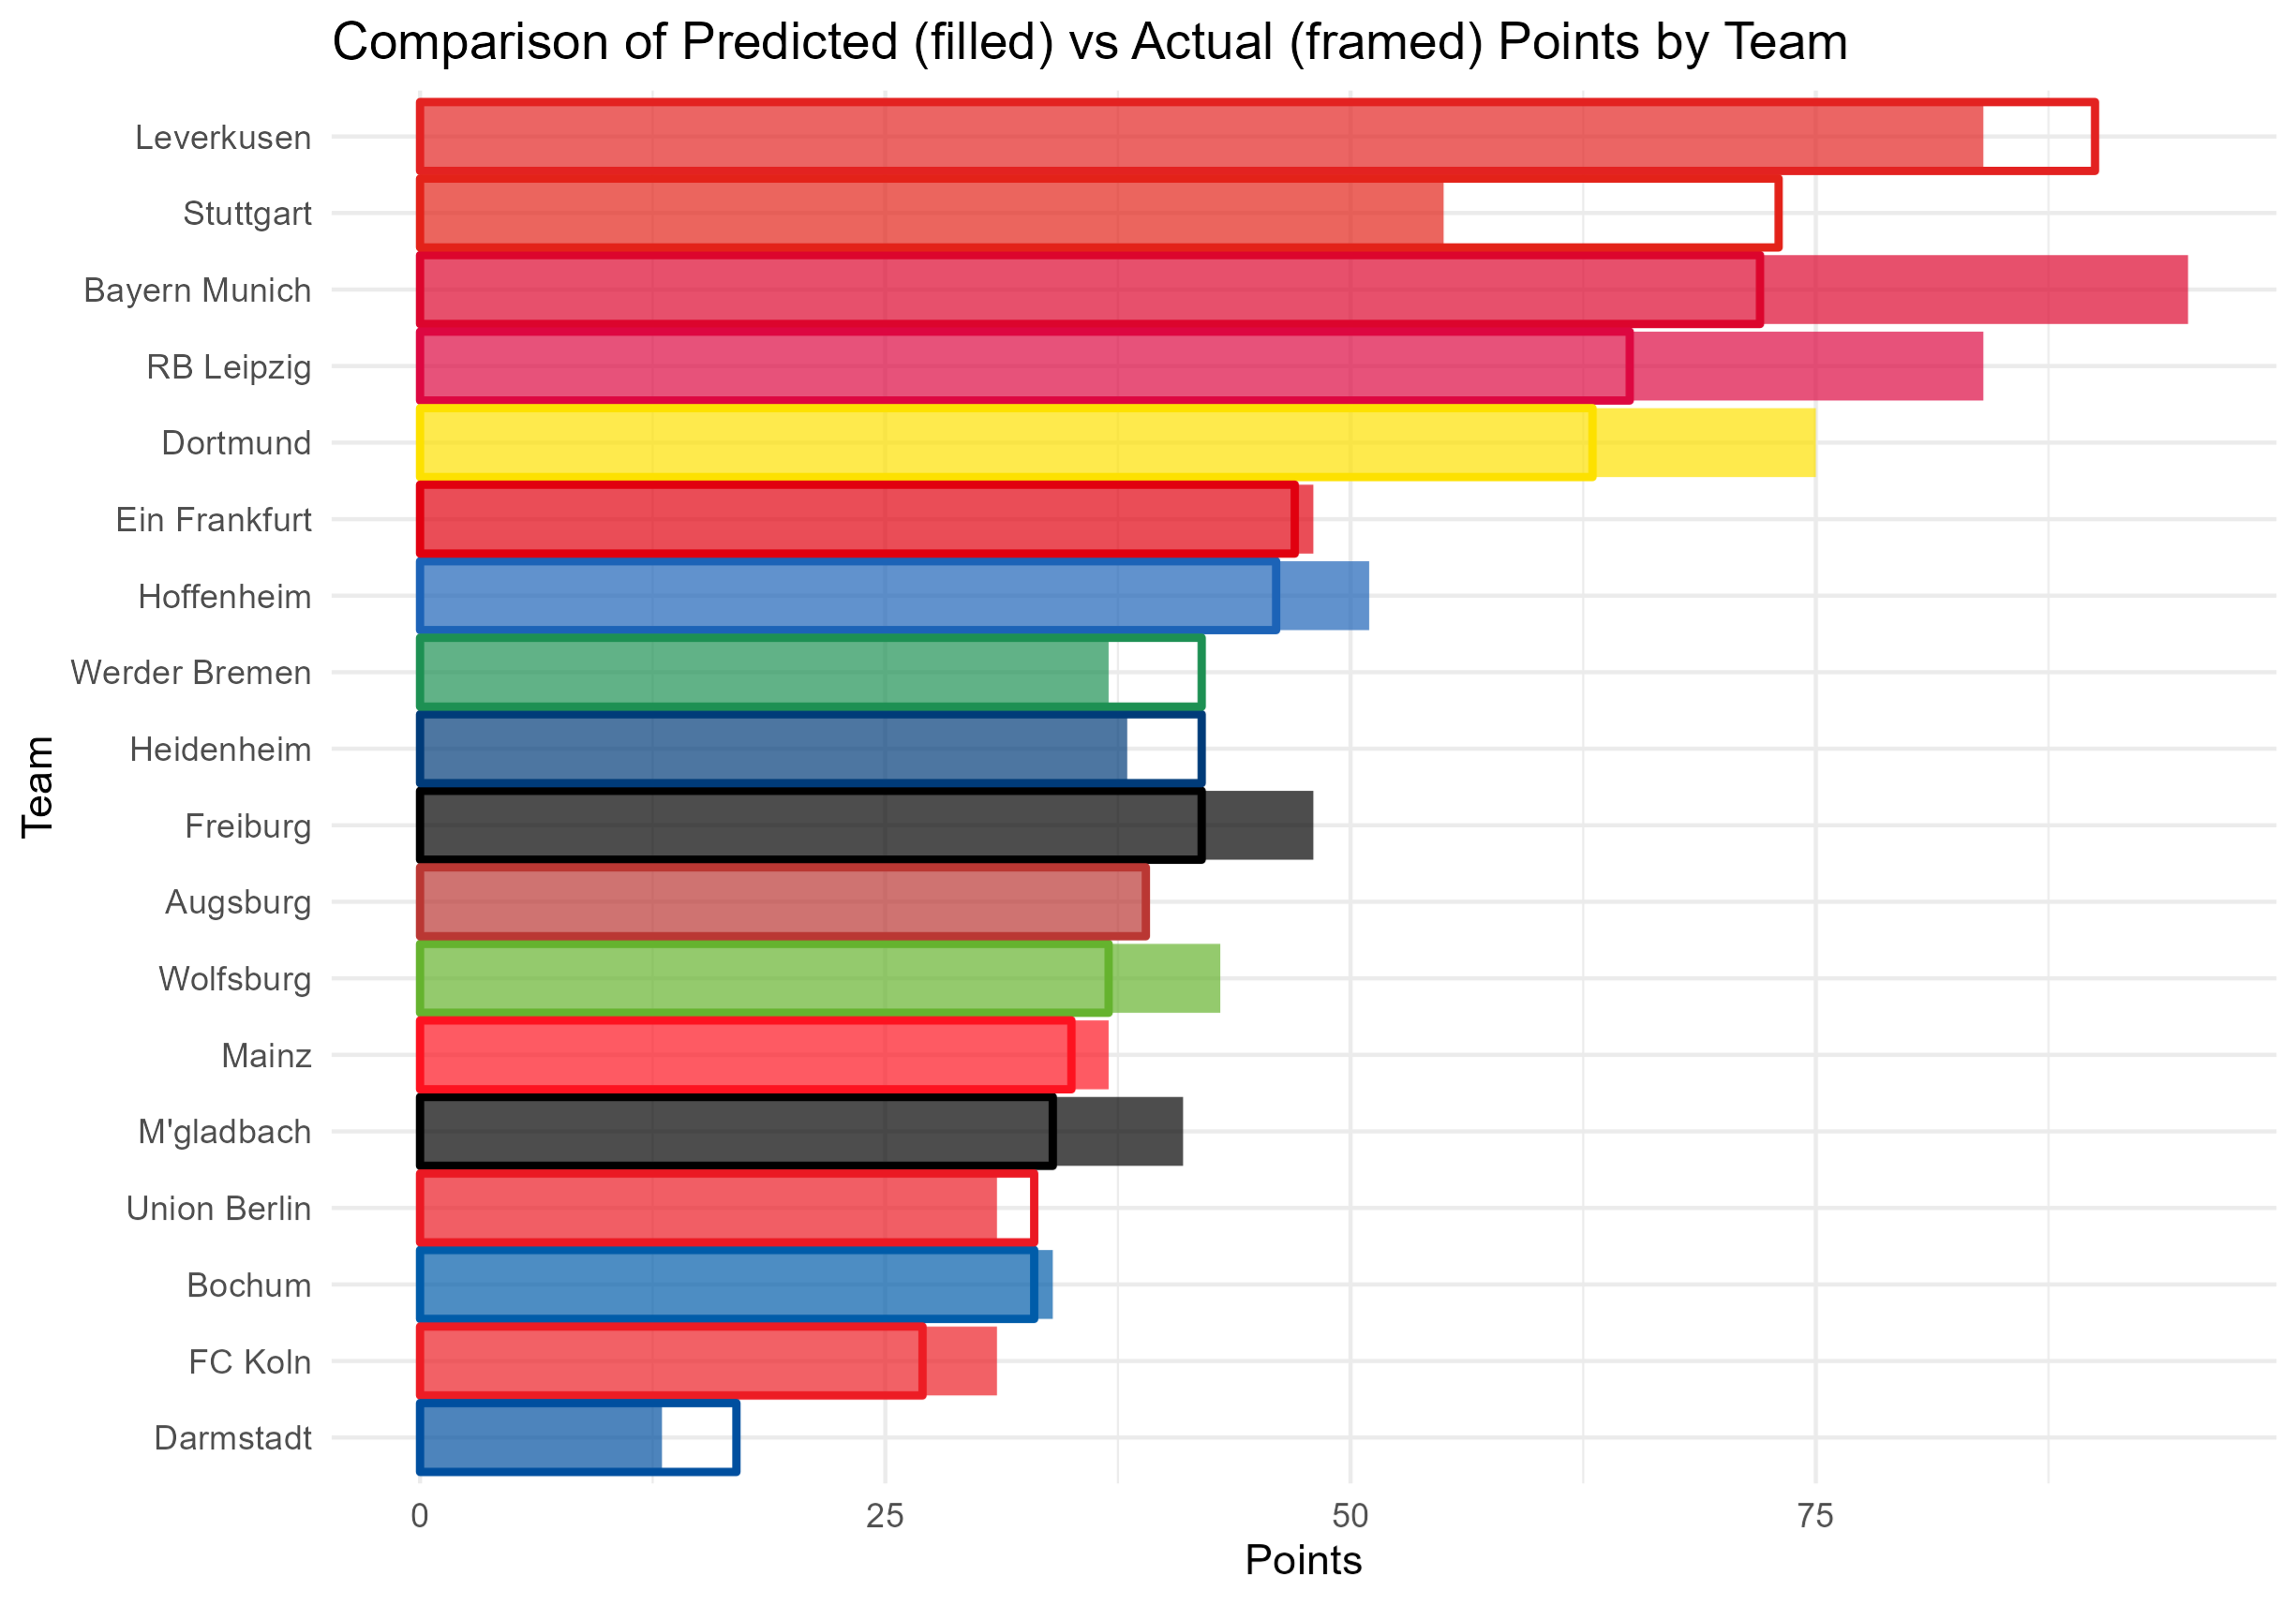 Comparison of Predicted (filled) vs Actual (framed) Points by Team
Leverkusen
Stuttgart
Bayern Munich
RB Leipzig
Dortmund
Ein Frankfurt
Hoffenheim
Werder Bremen
Heidenheim
Freiburg
Augsburg
Wolfsburg
Mainz
M'gladbach
Union Berlin
Bochum
FC Koln
Darmstadt
Team
0 25 50 75
Points